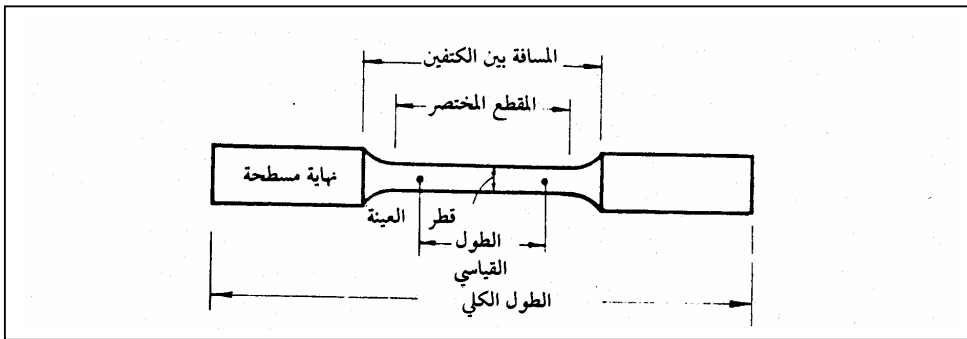 المسافة بين الكتفين
المقطع المختصر
نهاية مسطحة
قطر العينة
الطول
القياسي
الطول الكلي